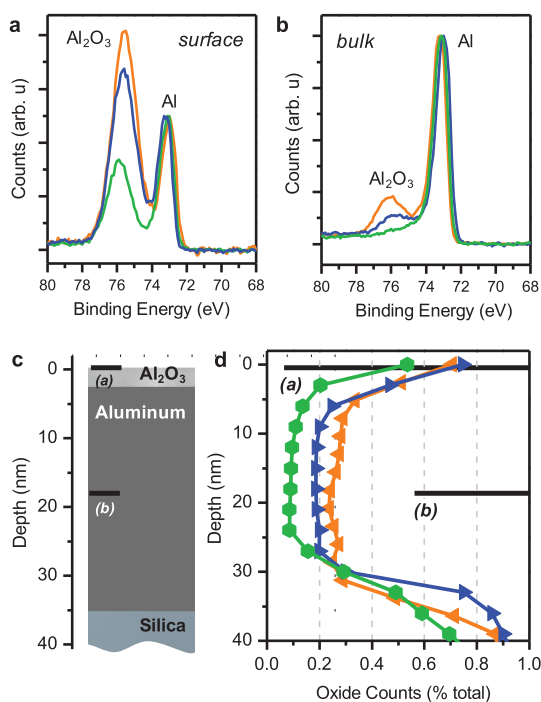 a
Al₂O₃
surface
Al
Counts (arb. u)
80 78 76 74 72 70 68
Binding Energy (eV)
b
bulk
Al
Al₂O₃
Counts (arb. u)
80 78 76 74 72 70 68
Binding Energy (eV)
c
0
10
20
30
40
Depth (nm)
(a)
Al₂O₃
Aluminum
(b)
Silica
d
0
10
20
30
40
Depth (nm)
(a)
(b)
0.0 0.2 0.4 0.6 0.8 1.0
Oxide Counts (% total)